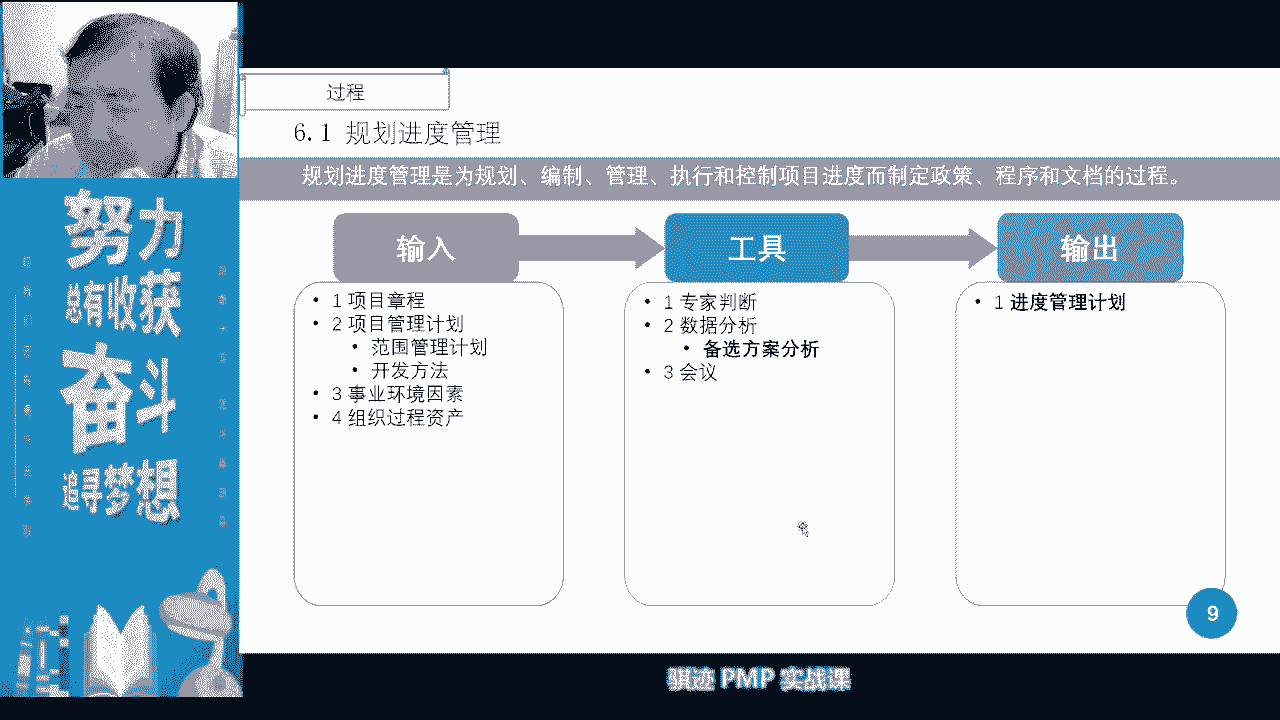 过程
6.1 规划进度管理
规划进度管理是为规划、编制、管理、执行和控制项目进度而制定政策、程序和文档的过程。
输入
• 1 项目章程
• 2 项目管理计划
• 范围管理计划
• 开发方法
• 3 事业环境因素
• 4 组织过程资产
工具
• 1 专家判断
• 2 数据分析
• 备选方案分析
• 3 会议
输出
• 1 进度管理计划
9
努力
总有收获
奋斗
追寻梦想
骐迹 PMP 实战课